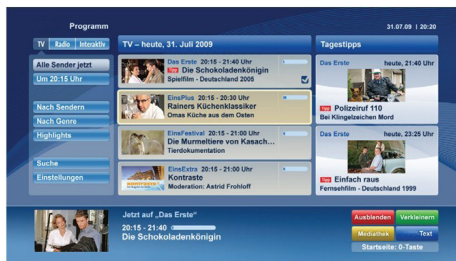 Programm
31.07.09 | 20:20
TV Radio Interaktiv
Alle Sender jetzt
Um 20:15 Uhr
Nach Sendern
Nach Genre
Highlights
Suche
Einstellungen
TV – heute, 31. Juli 2009
Das Erste 20:15 - 21:40 Uhr
Tipp Die Schokoladenkönigin
Spielfilm - Deutschland 2005
EinsPlus 20:15 - 20:30 Uhr
Rainers Küchenklassiker
Omas Küche aus dem Osten
EinsFestival 20:15 - 21:00 Uhr
Die Murmeltiere von Kasach...
Tierdokumentation
EinsExtra 20:15 - 21:00 Uhr
Kontraste
Moderation: Astrid Frohloff
Tagestipps
Das Erste heute, 21:40 Uhr
Tipp Polizeiruf 110
Bei Klingelzeichen Mord
Das Erste heute, 23:25 Uhr
Tipp Einfach raus
Fernsehfilm - Deutschland 1999
Jetzt auf „Das Erste“
20:15 - 21:40
Die Schokoladenkönigin
Ausblenden Verkleinern
Mediathek Text
Startseite: 0-Taste